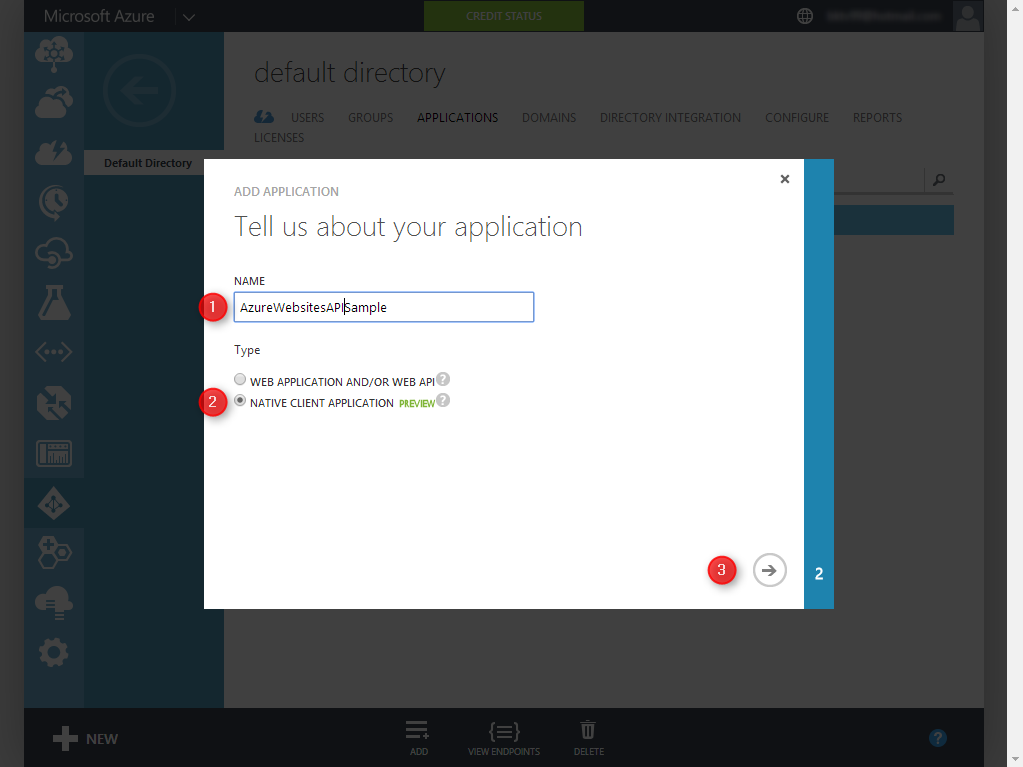 Microsoft Azure
CREDIT STATUS
default directory
USERS GROUPS APPLICATIONS DOMAINS DIRECTORY INTEGRATION CONFIGURE REPORTS
LICENSES
Default Directory
ADD APPLICATION
Tell us about your application
NAME
1
AzureWebsitesAPISample
Type
WEB APPLICATION AND/OR WEB API ?
2
NATIVE CLIENT APPLICATION PREVIEW ?
3
2
NEW
ADD
VIEW ENDPOINTS
DELETE
?